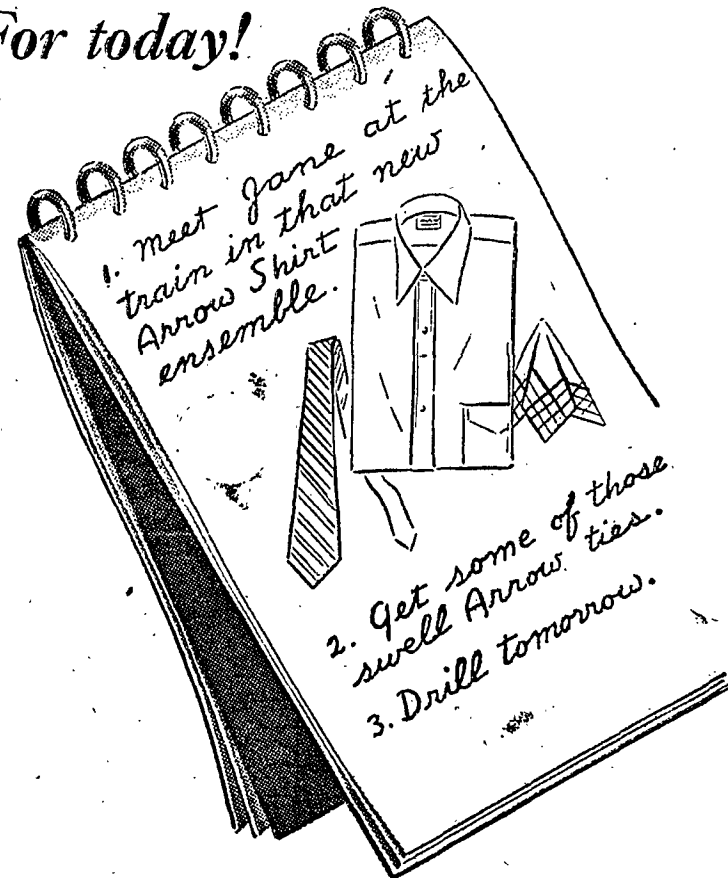 For today!
1. Meet Jane at the
train in that new
Arrow Shirt
ensemble.
2. Get some of those
swell Arrow ties.
3. Drill tomorrow.